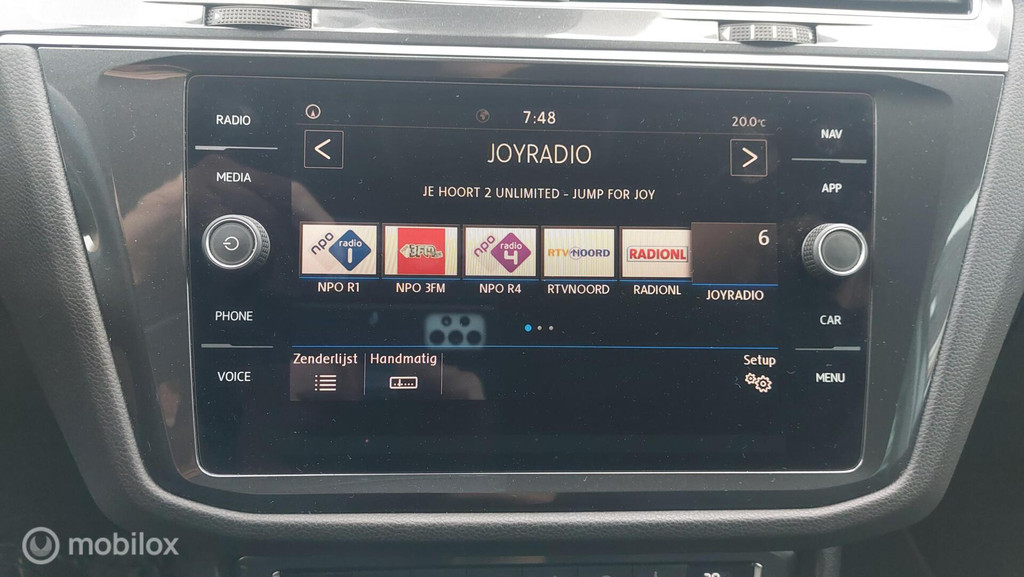 RADIO
MEDIA
PHONE
VOICE
7:48
20.0°C
JOYRADIO
JE HOORT 2 UNLIMITED - JUMP FOR JOY
npo radio 1
npo radio 4
RTV NOORD
RADIONL
6
NPO R1
NPO 3FM
NPO R4
RTVNOORD
RADIONL
JOYRADIO
Zenderlijst
Handmatig
Setup
NAV
APP
CAR
MENU
mobilox